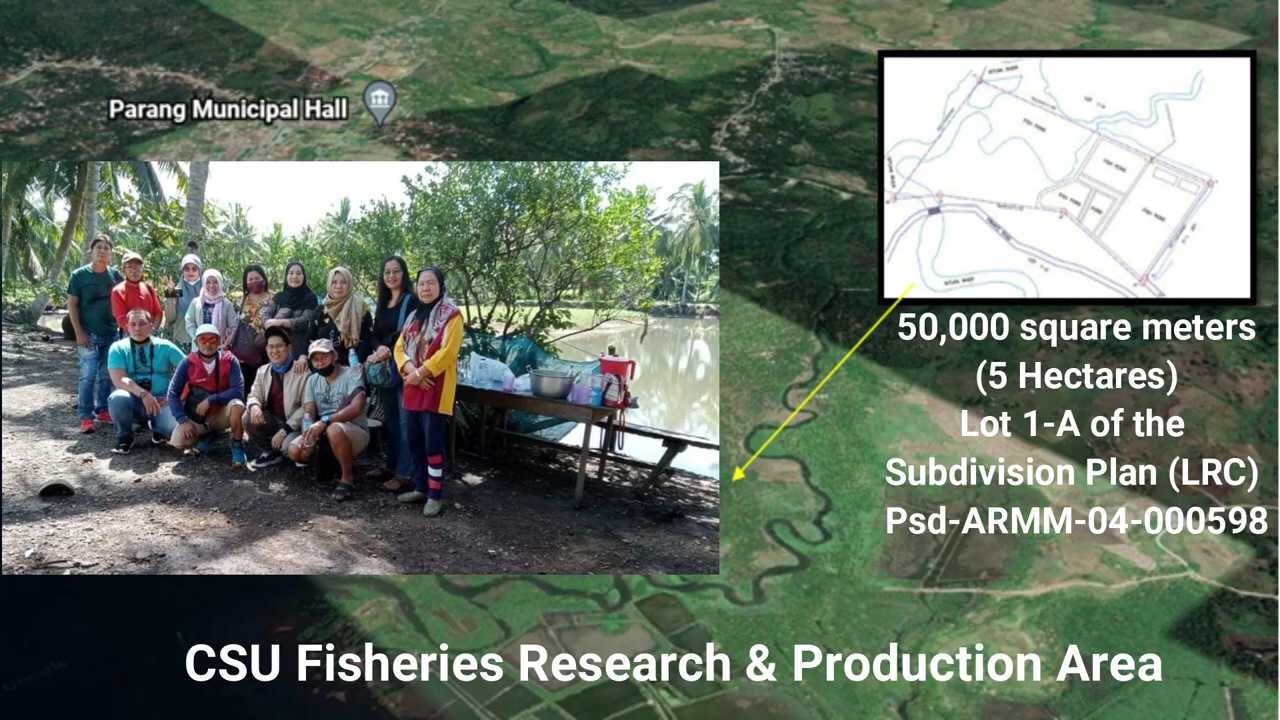 Parang Municipal Hall
50,000 square meters
(5 Hectares)
Lot 1-A of the
Subdivision Plan (LRC)
Psd-ARMM-04-000598
CSU Fisheries Research & Production Area